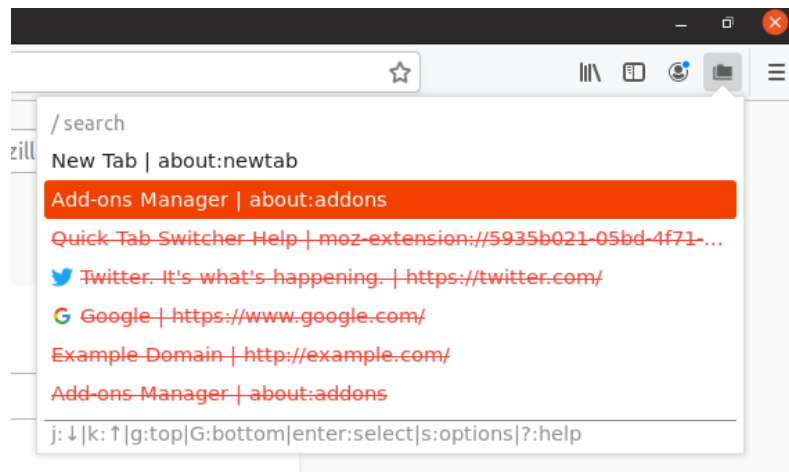 zill
/ search
New Tab | about:newtab
Add-ons Manager | about:addons
Quick Tab Switcher Help | moz-extension://5935b021-05bd-4f71-...
Twitter. It's what's happening. | https://twitter.com/
Google | https://www.google.com/
Example Domain | http://example.com/
Add-ons Manager | about:addons
j:↓|k:↑|g:top|G:bottom|enter:select|s:options|?:help